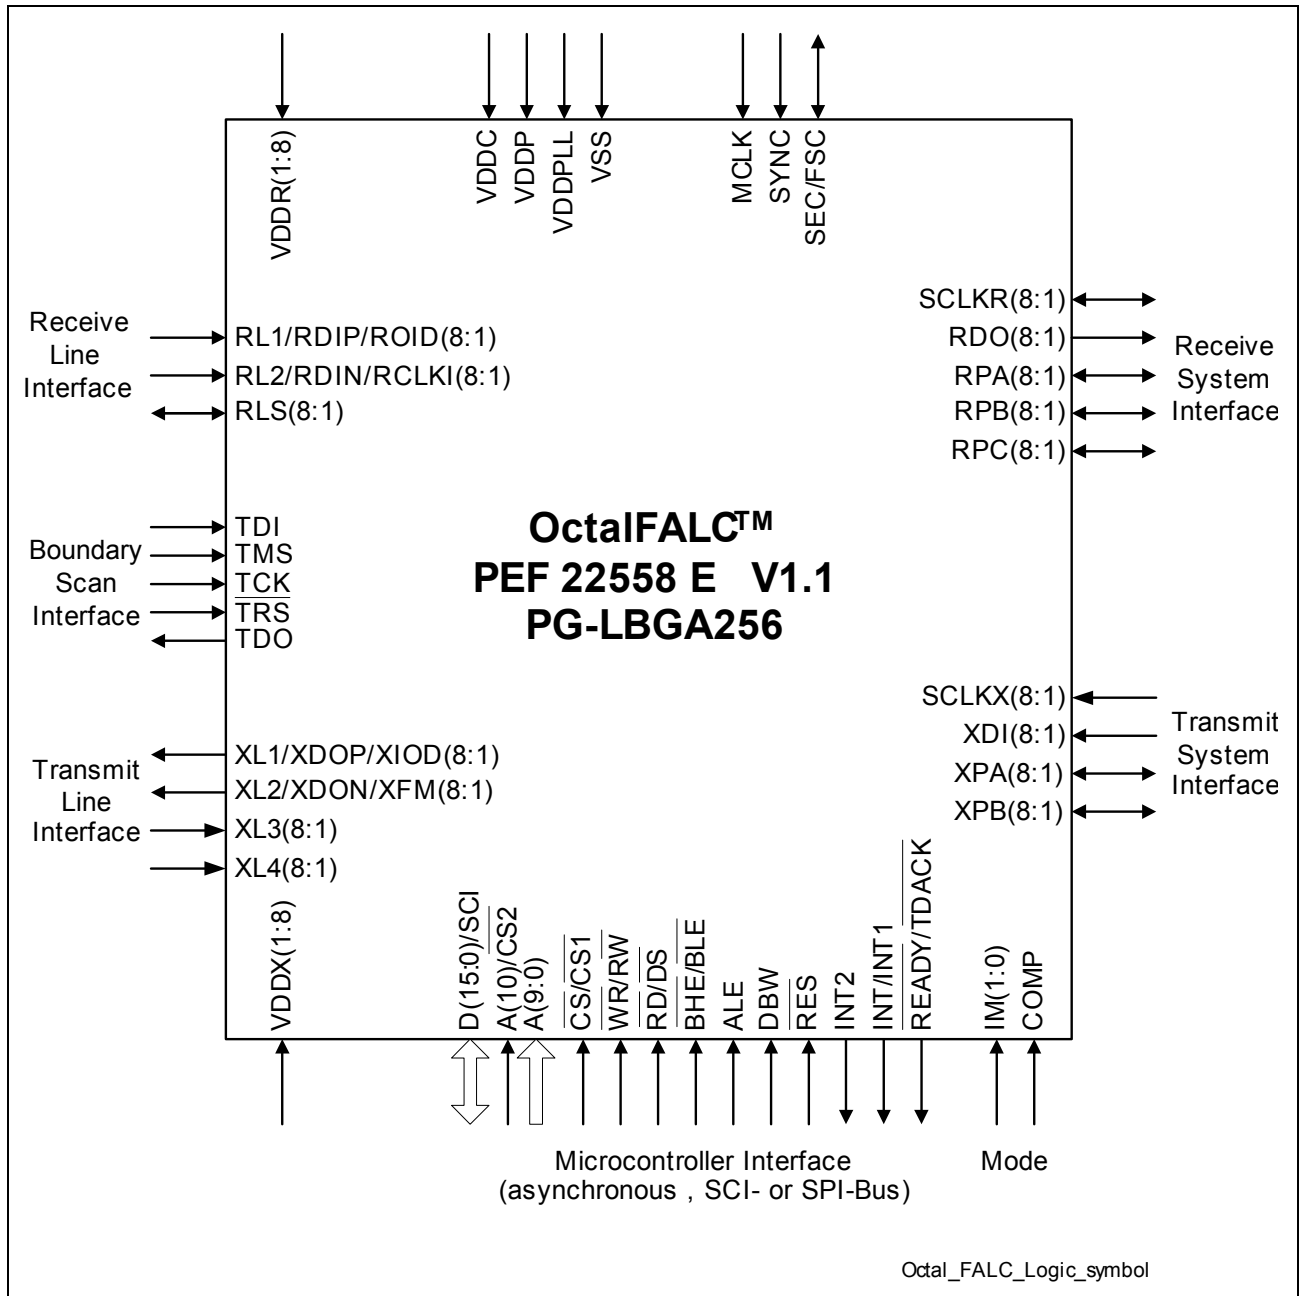 VDDR(1:8)
VDDC
VDDP
VDDPLL
VSS
MCLK
SYNC
SEC/FSC
Receive
Line
Interface
RL1/RDIP/ROID(8:1)
RL2/RDIN/RCLKI(8:1)
RLS(8:1)
SCLKR(8:1)
RDO(8:1)
RPA(8:1)
RPB(8:1)
RPC(8:1)
Receive
System
Interface
Boundary
Scan
Interface
TDI
TMS
TCK
TRS
TDO
OctalFALC™
PEF 22558 E V1.1
PG-LBGA256
Transmit
Line
Interface
XL1/XDOP/XIOD(8:1)
XL2/XDON/XFM(8:1)
XL3(8:1)
XL4(8:1)
SCLKX(8:1)
XDI(8:1)
XPA(8:1)
XPB(8:1)
Transmit
System
Interface
VDDX(1:8)
D(15:0)/SCI
A(10)/CS2
A(9:0)
CS/CS1
WR/RW
RD/DS
BHE/BLE
ALE
DBW
RES
INT2
INT/INT1
READY/TDACK
IM(1:0)
COMP
Microcontroller Interface
(asynchronous , SCI- or SPI-Bus)
Mode
Octal_FALC_Logic_symbol